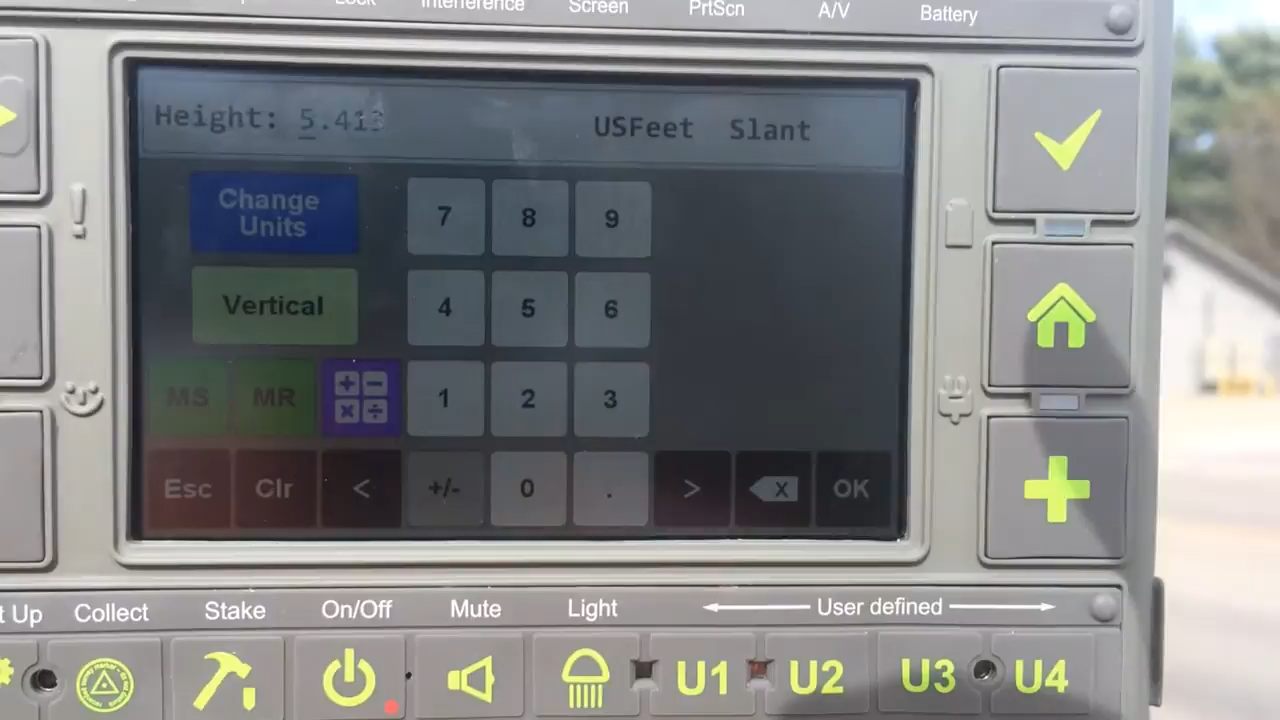 Lock Interference Screen PrtScn A/V Battery
Height: 5.413 USFeet Slant
Change
Units
7 8 9
Vertical
4 5 6
MS MR + − × ÷ 1 2 3
Esc Clr < +/- 0 . > X OK
t Up Collect Stake On/Off Mute Light User defined
U1 U2 U3 U4